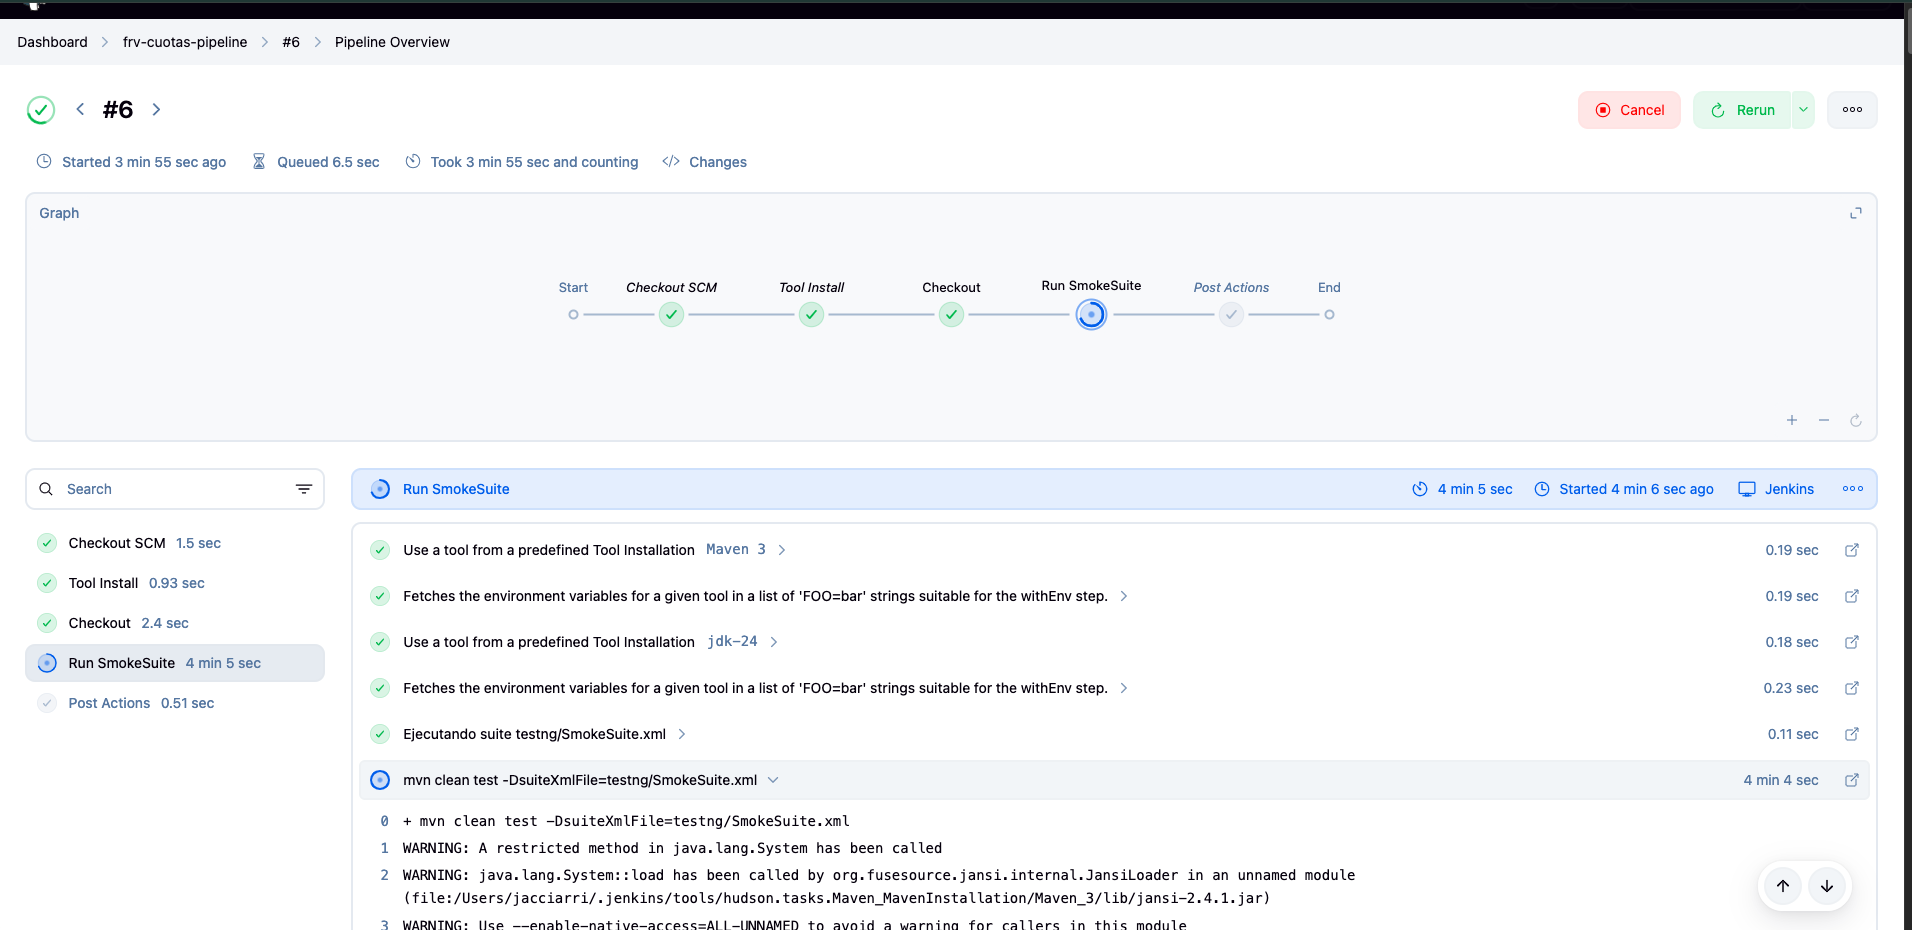 Dashboard > frv-cuotas-pipeline > #6 > Pipeline Overview
#6
Cancel
Rerun
Started 3 min 55 sec ago
Queued 6.5 sec
Took 3 min 55 sec and counting
Changes
Graph
Start
Checkout SCM
Tool Install
Checkout
Run SmokeSuite
Post Actions
End
Search
Checkout SCM 1.5 sec
Tool Install 0.93 sec
Checkout 2.4 sec
Run SmokeSuite 4 min 5 sec
Post Actions 0.51 sec
Run SmokeSuite
4 min 5 sec
Started 4 min 6 sec ago
Jenkins
Use a tool from a predefined Tool Installation Maven 3 0.19 sec
Fetches the environment variables for a given tool in a list of 'FOO=bar' strings suitable for the withEnv step. 0.19 sec
Use a tool from a predefined Tool Installation jdk-24 0.18 sec
Fetches the environment variables for a given tool in a list of 'FOO=bar' strings suitable for the withEnv step. 0.23 sec
Ejecutando suite testng/SmokeSuite.xml 0.11 sec
mvn clean test -DsuiteXmlFile=testng/SmokeSuite.xml 4 min 4 sec
0 + mvn clean test -DsuiteXmlFile=testng/SmokeSuite.xml
1 WARNING: A restricted method in java.lang.System has been called
2 WARNING: java.lang.System::load has been called by org.fusesource.jansi.internal.JansiLoader in an unnamed module
(file:/Users/jacciarri/.jenkins/tools/hudson.tasks.Maven_MavenInstallation/Maven_3/lib/jansi-2.4.1.jar)
3 WARNING: Use --enable-native-access=ALL-UNNAMED to avoid a warning for callers in this module